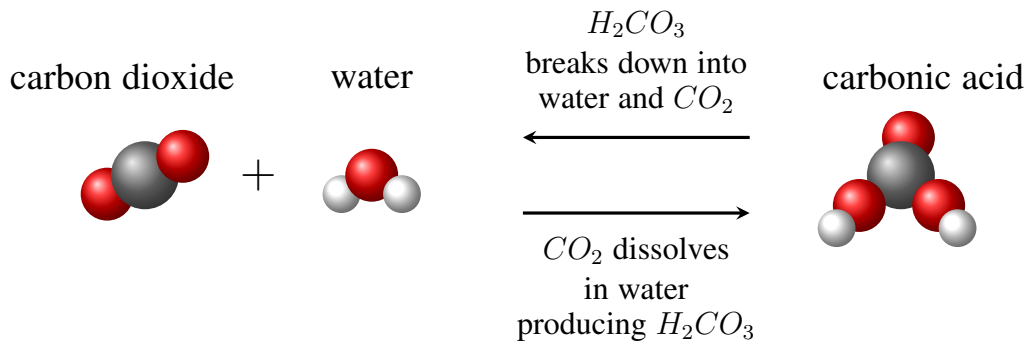 carbon dioxide
+
water
H₂CO₃
breaks down into
water and CO₂
CO₂ dissolves
in water
producing H₂CO₃
carbonic acid